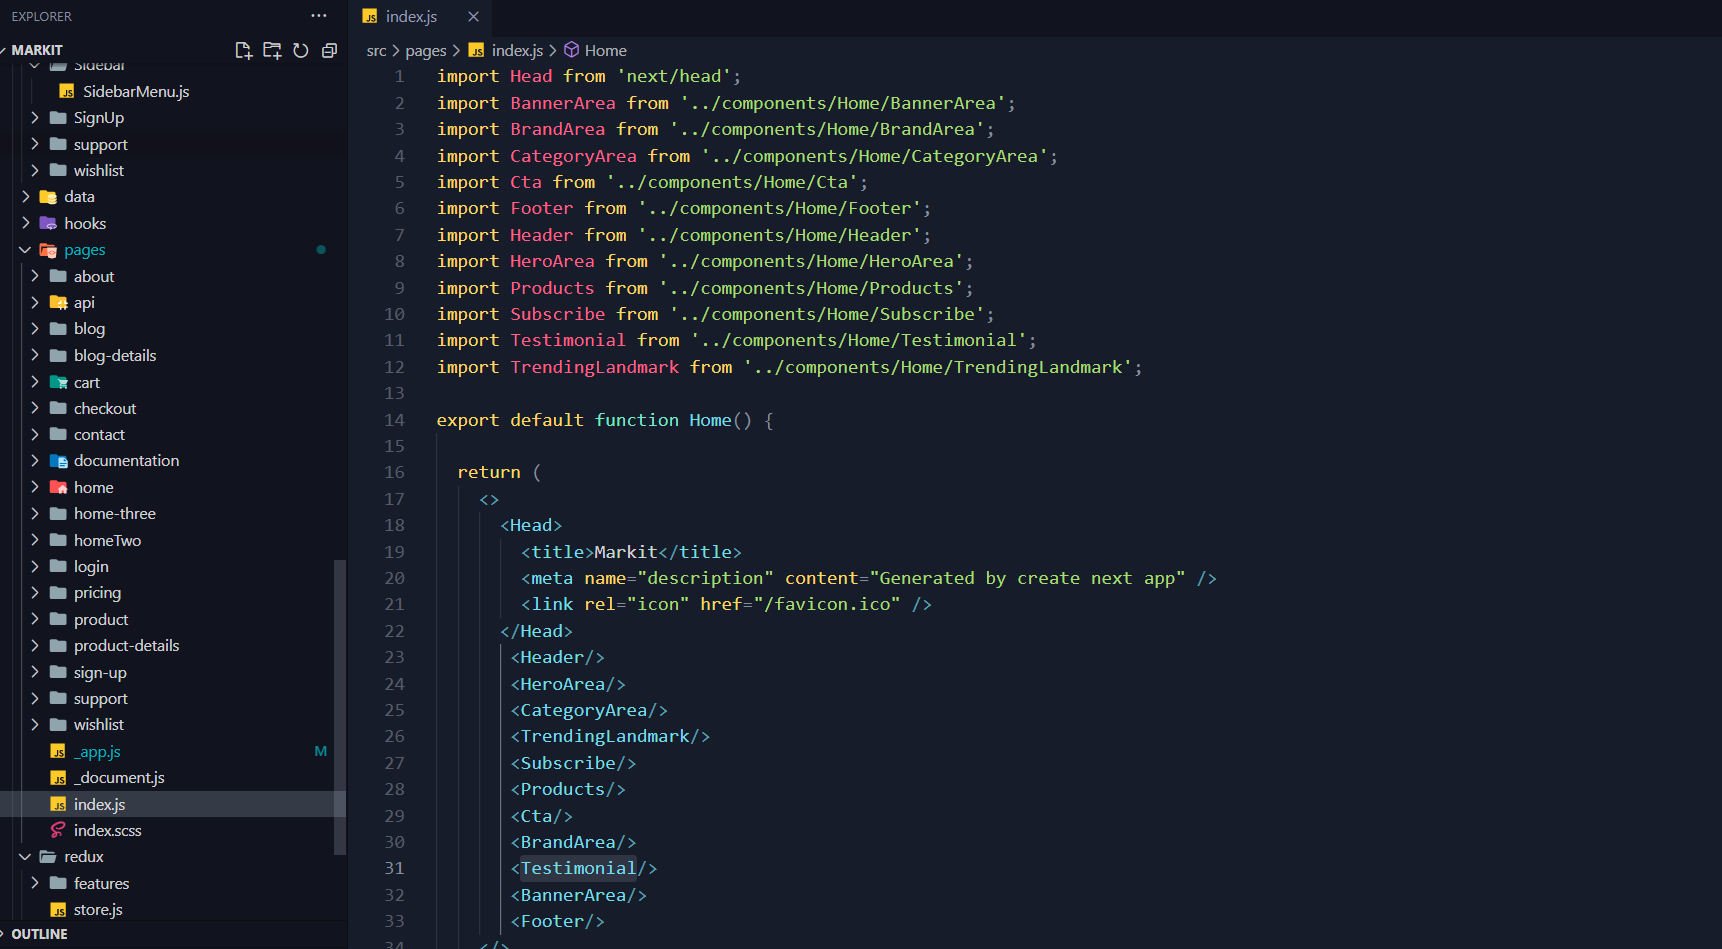 EXPLORER
MARKIT
Sidebar
SidebarMenu.js
SignUp
support
wishlist
data
hooks
pages
about
api
blog
blog-details
cart
checkout
contact
documentation
home
home-three
homeTwo
login
pricing
product
product-details
sign-up
support
wishlist
_app.js M
_document.js
index.js
index.scss
redux
features
store.js
OUTLINE
index.js
src > pages > index.js > Home
1 import Head from 'next/head';
2 import BannerArea from '../components/Home/BannerArea';
3 import BrandArea from '../components/Home/BrandArea';
4 import CategoryArea from '../components/Home/CategoryArea';
5 import Cta from '../components/Home/Cta';
6 import Footer from '../components/Home/Footer';
7 import Header from '../components/Home/Header';
8 import HeroArea from '../components/Home/HeroArea';
9 import Products from '../components/Home/Products';
10 import Subscribe from '../components/Home/Subscribe';
11 import Testimonial from '../components/Home/Testimonial';
12 import TrendingLandmark from '../components/Home/TrendingLandmark';
13
14 export default function Home() {
15
16 return (
17 <>
18 <Head>
19 <title>Markit</title>
20 <meta name="description" content="Generated by create next app" />
21 <link rel="icon" href="/favicon.ico" />
22 </Head>
23 <Header/>
24 <HeroArea/>
25 <CategoryArea/>
26 <TrendingLandmark/>
27 <Subscribe/>
28 <Products/>
29 <Cta/>
30 <BrandArea/>
31 <Testimonial/>
32 <BannerArea/>
33 <Footer/>
34 </>